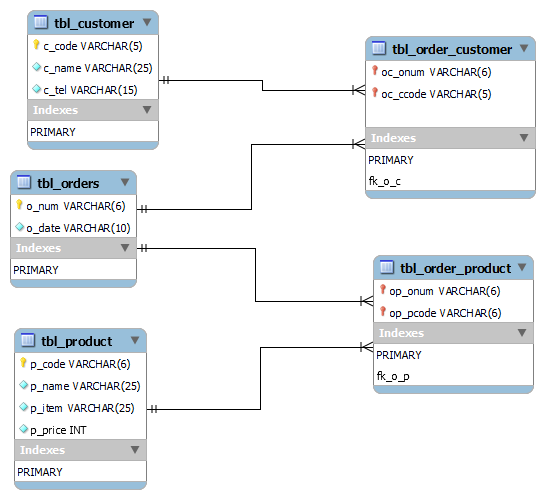 tbl_customer
c_code VARCHAR(5)
c_name VARCHAR(25)
c_tel VARCHAR(15)
Indexes
PRIMARY
tbl_order_customer
oc_onum VARCHAR(6)
oc_ccode VARCHAR(5)
Indexes
PRIMARY
fk_o_c
tbl_orders
o_num VARCHAR(6)
o_date VARCHAR(10)
Indexes
PRIMARY
tbl_order_product
op_onum VARCHAR(6)
op_pcode VARCHAR(6)
Indexes
PRIMARY
fk_o_p
tbl_product
p_code VARCHAR(6)
p_name VARCHAR(25)
p_item VARCHAR(25)
p_price INT
Indexes
PRIMARY